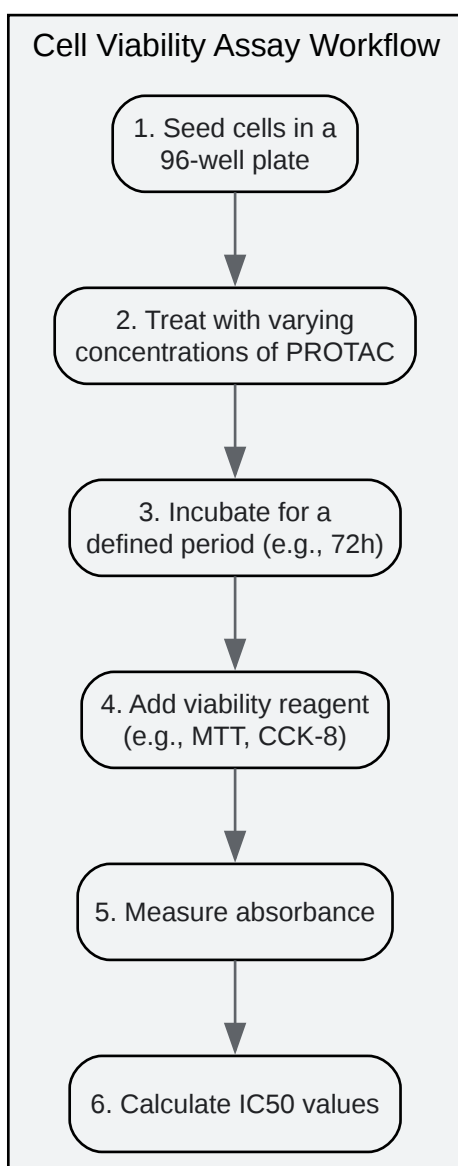 Cell Viability Assay Workflow
1. Seed cells in a
96-well plate
2. Treat with varying
concentrations of PROTAC
3. Incubate for a
defined period (e.g., 72h)
4. Add viability reagent
(e.g., MTT, CCK-8)
5. Measure absorbance
6. Calculate IC50 values